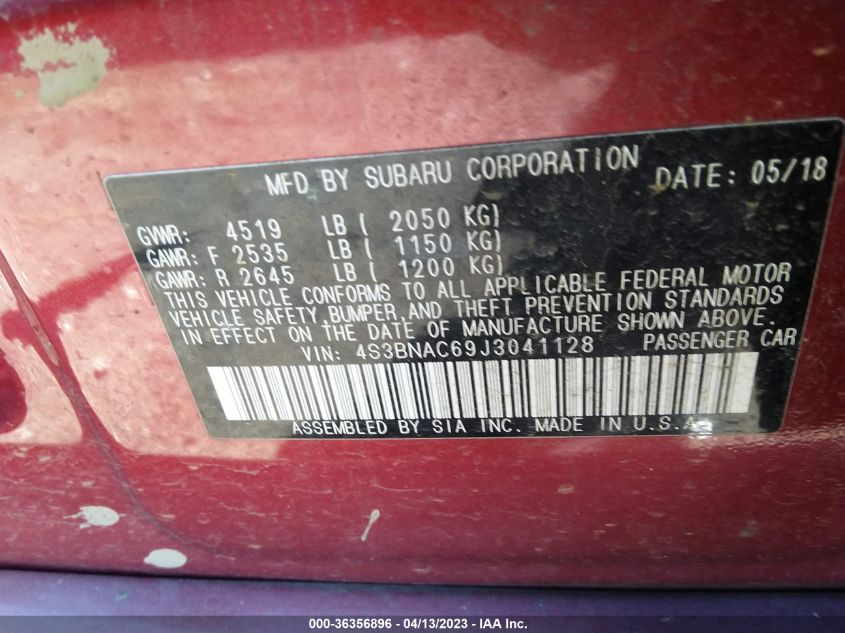 MFD BY SUBARU CORPORATION DATE: 05/18
GVWR: 4519 LB ( 2050 KG)
GAWR: F 2535 LB ( 1150 KG)
GAWR: R 2645 LB ( 1200 KG)
THIS VEHICLE CONFORMS TO ALL APPLICABLE FEDERAL MOTOR
VEHICLE SAFETY BUMPER,AND THEFT PREVENTION STANDARDS
IN EFFECT ON THE DATE OF MANUFACTURE SHOWN ABOVE.
VIN: 4S3BNAC69J3041128 PASSENGER CAR
ASSEMBLED BY SIA INC. MADE IN U.S.A.
000-36356896 - 04/13/2023 - IAA Inc.